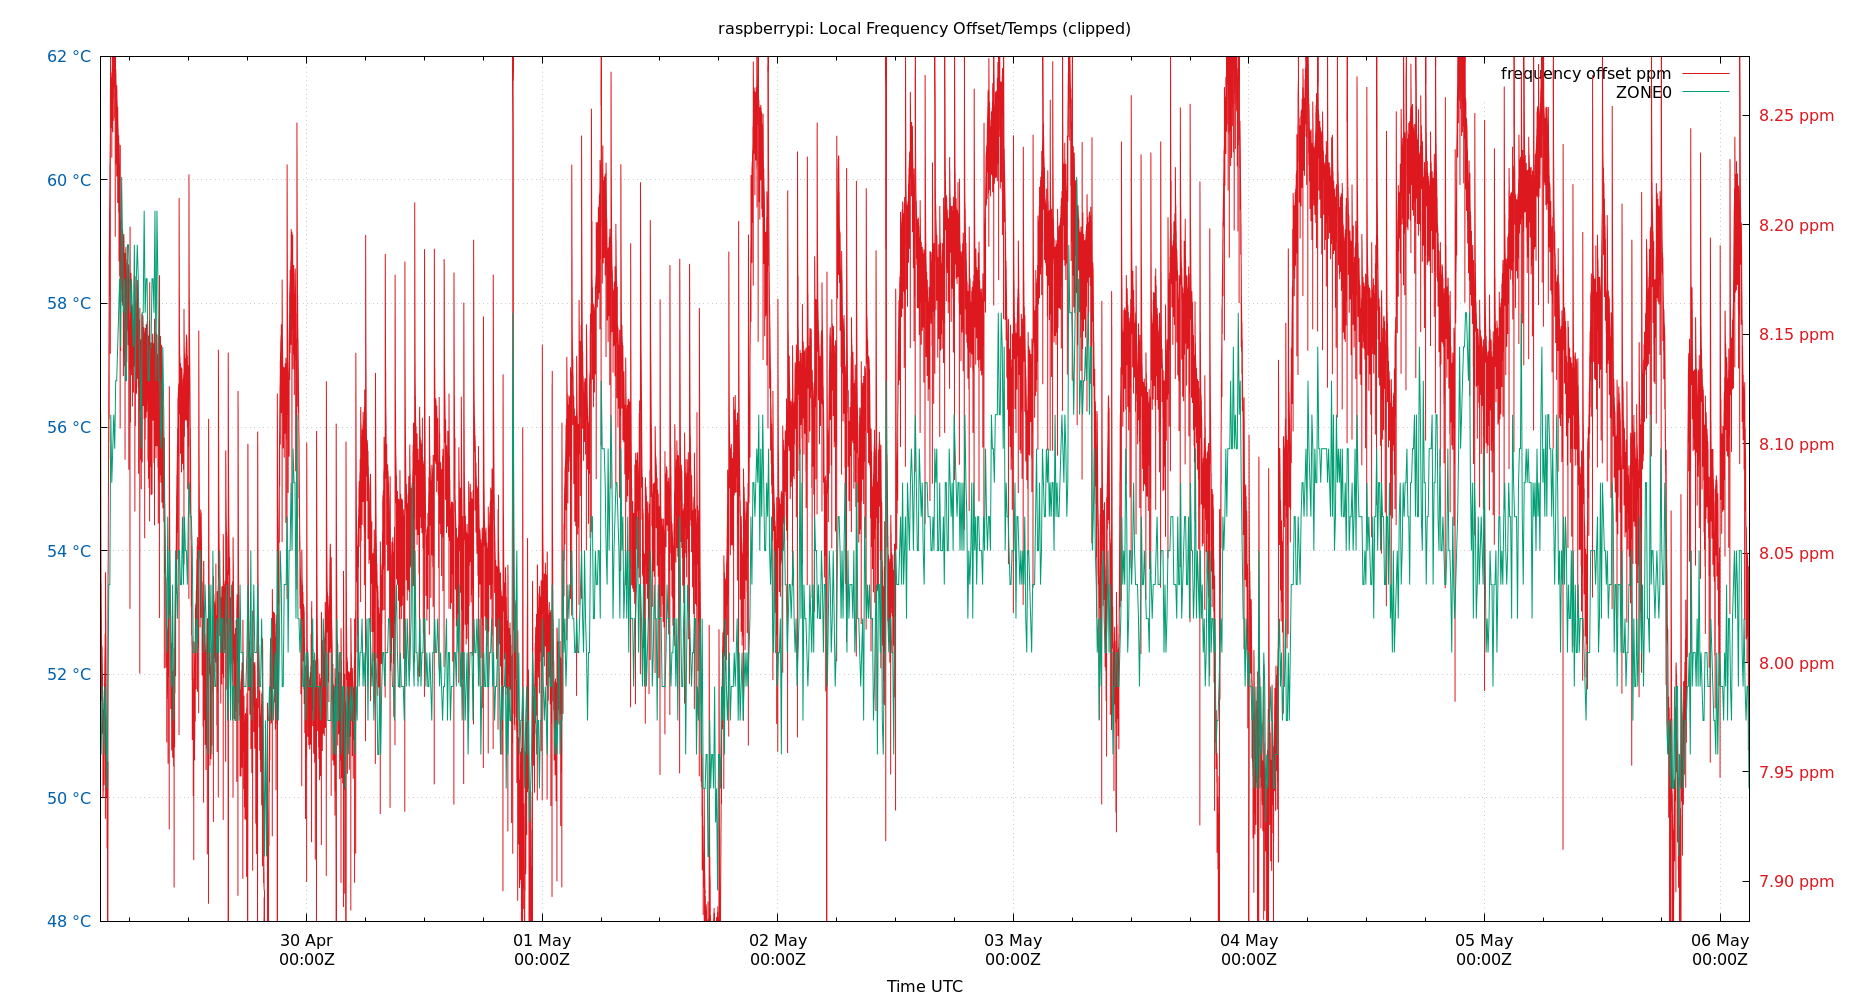 raspberrypi: Local Frequency Offset/Temps (clipped)
62 °C
60 °C
58 °C
56 °C
54 °C
52 °C
50 °C
48 °C
frequency offset ppm
ZONE0
8.25 ppm
8.20 ppm
8.15 ppm
8.10 ppm
8.05 ppm
8.00 ppm
7.95 ppm
7.90 ppm
30 Apr
00:00Z
01 May
00:00Z
02 May
00:00Z
03 May
00:00Z
04 May
00:00Z
05 May
00:00Z
06 May
00:00Z
Time UTC